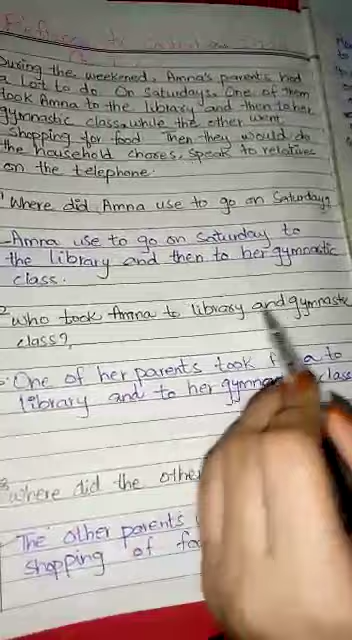 During the weekened, Amna's parents had
a lot to do. On Saturdays, One of them
took Amna to the library and then to her
gymnastic class, while the other went
shopping for food Then they would do
the household chores, speak to relatives
on the telephone.
Where did Amna use to go on Saturday?
Amna use to go on Saturday to
the library and then to her gymnastic
class.
who took Amna to library and gymnastic
class?
One of her parents took to
library and to her class
where did the other
The other parents
shopping of